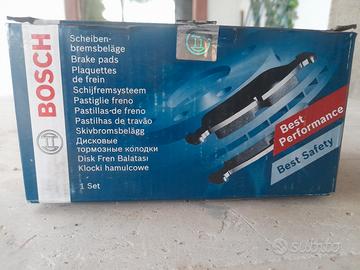 BOSCH
Scheiben-
bremsbeläge
Brake pads
Plaquettes
de frein
Schijfremsysteem
Pastiglie freno
Pastillas-de freno
Pastilhas de travão
Skivbromsbelägg
Дисковые
тормозные колодки
Disk Fren Balatası
Klocki hamulcowe
1 Set
Best
Performance
Best Safety
subito